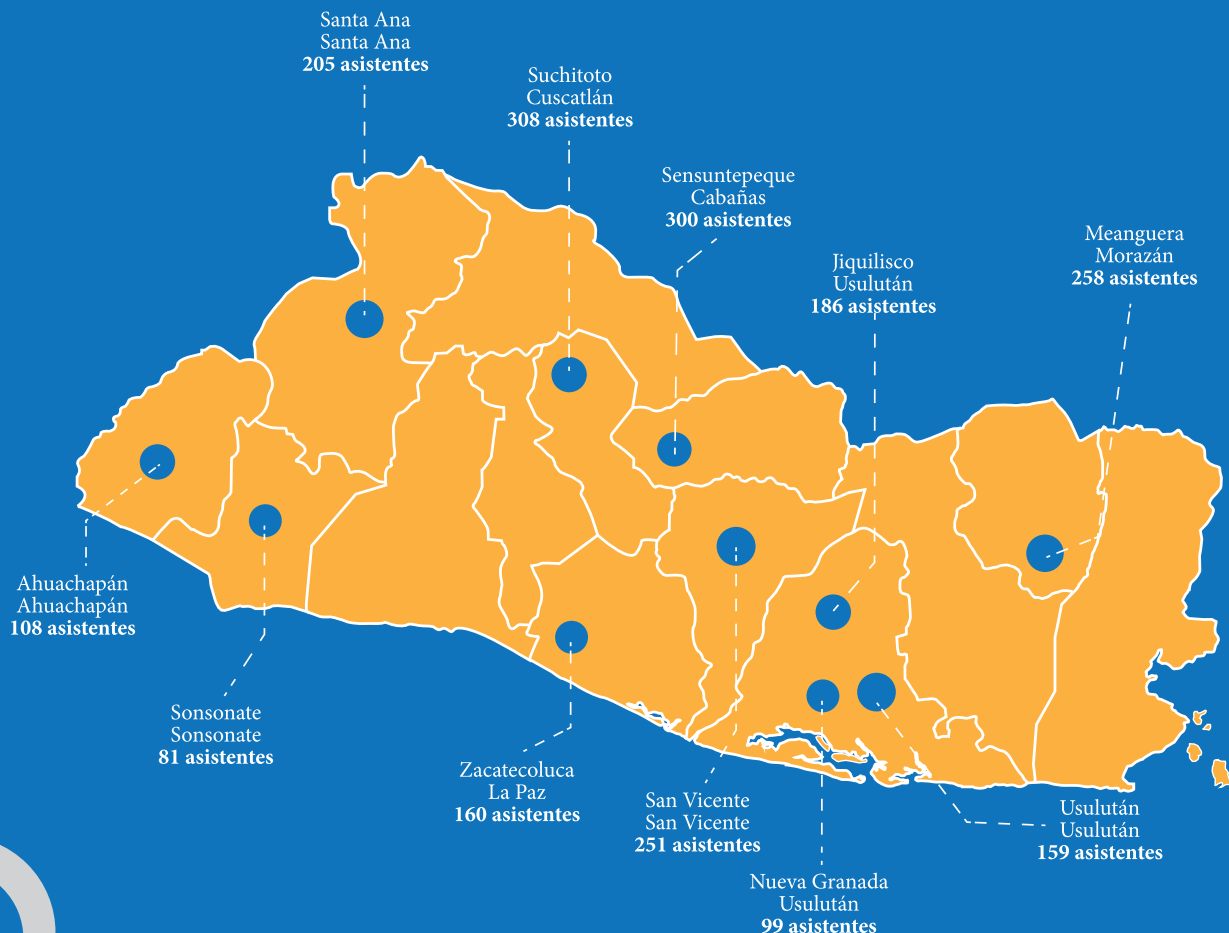 Santa Ana
Santa Ana
205 asistentes
Suchitoto
Cuscatlán
308 asistentes
Sensuntepeque
Cabañas
300 asistentes
Jiquilisco
Usulután
186 asistentes
Meanguera
Morazán
258 asistentes
Ahuachapán
Ahuachapán
108 asistentes
Sonsonate
Sonsonate
81 asistentes
Zacatecoluca
La Paz
160 asistentes
San Vicente
San Vicente
251 asistentes
Usulután
Usulután
159 asistentes
Nueva Granada
Usulután
99 asistentes